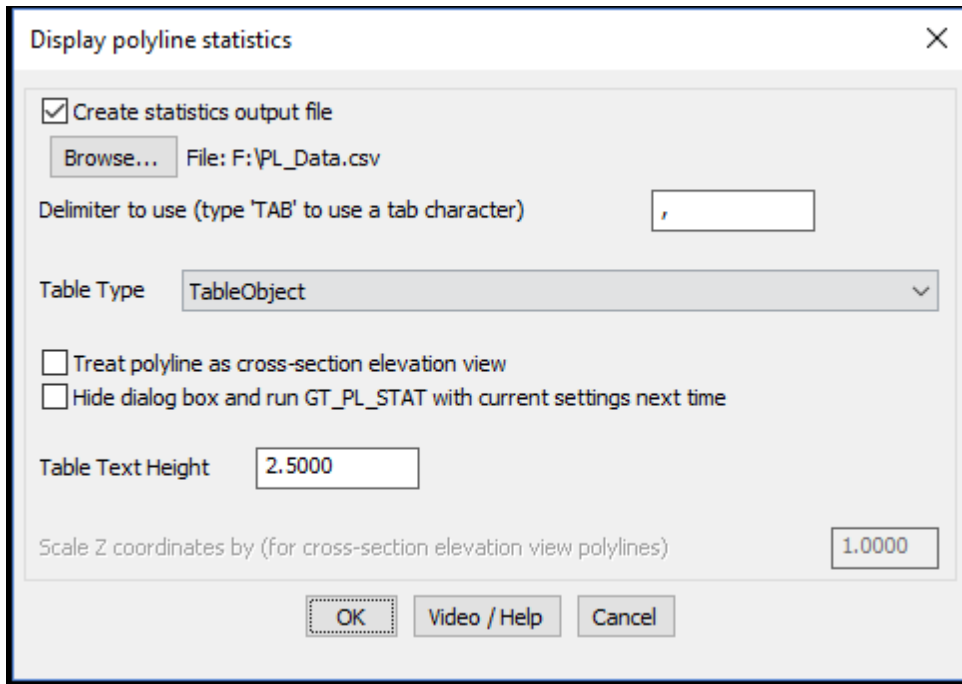 Display polyline statistics
Create statistics output file
Browse... File: F:\PL_Data.csv
Delimiter to use (type 'TAB' to use a tab character) ,
Table Type TableObject
Treat polyline as cross-section elevation view
Hide dialog box and run GT_PL_STAT with current settings next time
Table Text Height 2.5000
Scale Z coordinates by (for cross-section elevation view polylines) 1.0000
OK Video / Help Cancel